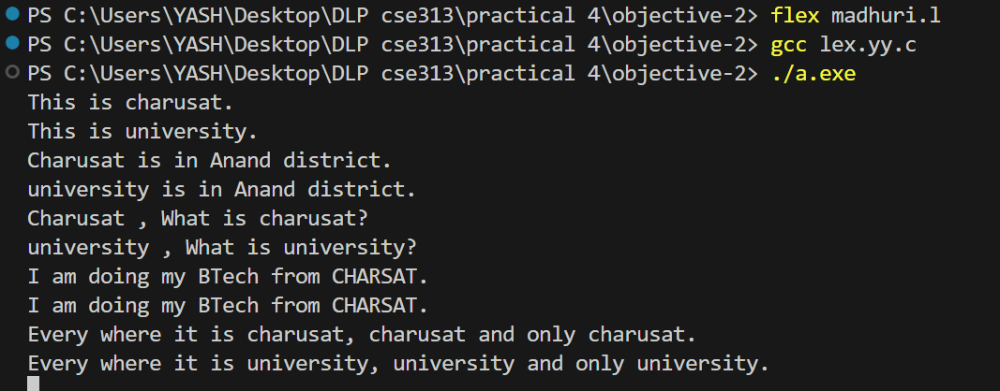 PS C:\Users\YASH\Desktop\DLP cse313\practical 4\objective-2> flex madhuri.l
PS C:\Users\YASH\Desktop\DLP cse313\practical 4\objective-2> gcc lex.yy.c
PS C:\Users\YASH\Desktop\DLP cse313\practical 4\objective-2> ./a.exe
This is charusat.
This is university.
Charusat is in Anand district.
university is in Anand district.
Charusat , What is charusat?
university , What is university?
I am doing my BTech from CHARSAT.
I am doing my BTech from CHARSAT.
Every where it is charusat, charusat and only charusat.
Every where it is university, university and only university.